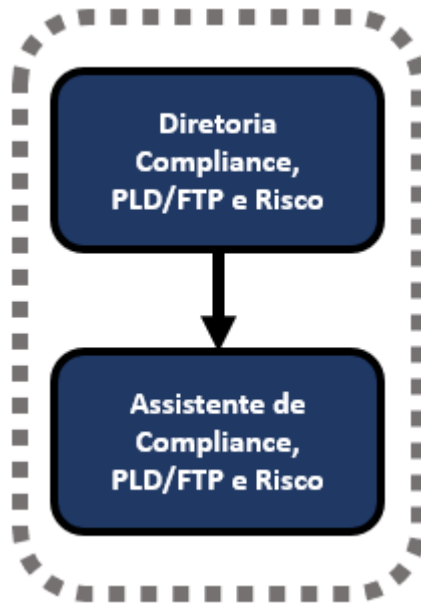 Diretoria
Compliance,
PLD/FTP e Risco
Assistente de
Compliance,
PLD/FTP e Risco